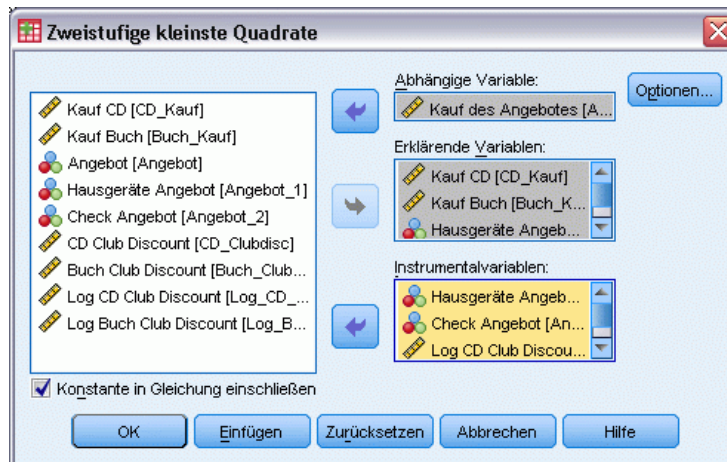 Zweistufige kleinste Quadrate
Kauf CD [CD_Kauf]
Kauf Buch [Buch_Kauf]
Angebot [Angebot]
Hausgeräte Angebot [Angebot_1]
Check Angebot [Angebot_2]
CD Club Discount [CD_Clubdisc]
Buch Club Discount [Buch_Club...
Log CD Club Discount [Log_CD_...
Log Buch Club Discount [Log_B...
Abhängige Variable:
Kauf des Angebotes [A...
Optionen...
Erklärende Variablen:
Kauf CD [CD_Kauf]
Kauf Buch [Buch_K...
Hausgeräte Angeb...
Instrumentalvariablen:
Hausgeräte Angeb...
Check Angebot [An...
Log CD Club Discou...
Konstante in Gleichung einschließen
OK
Einfügen
Zurücksetzen
Abbrechen
Hilfe